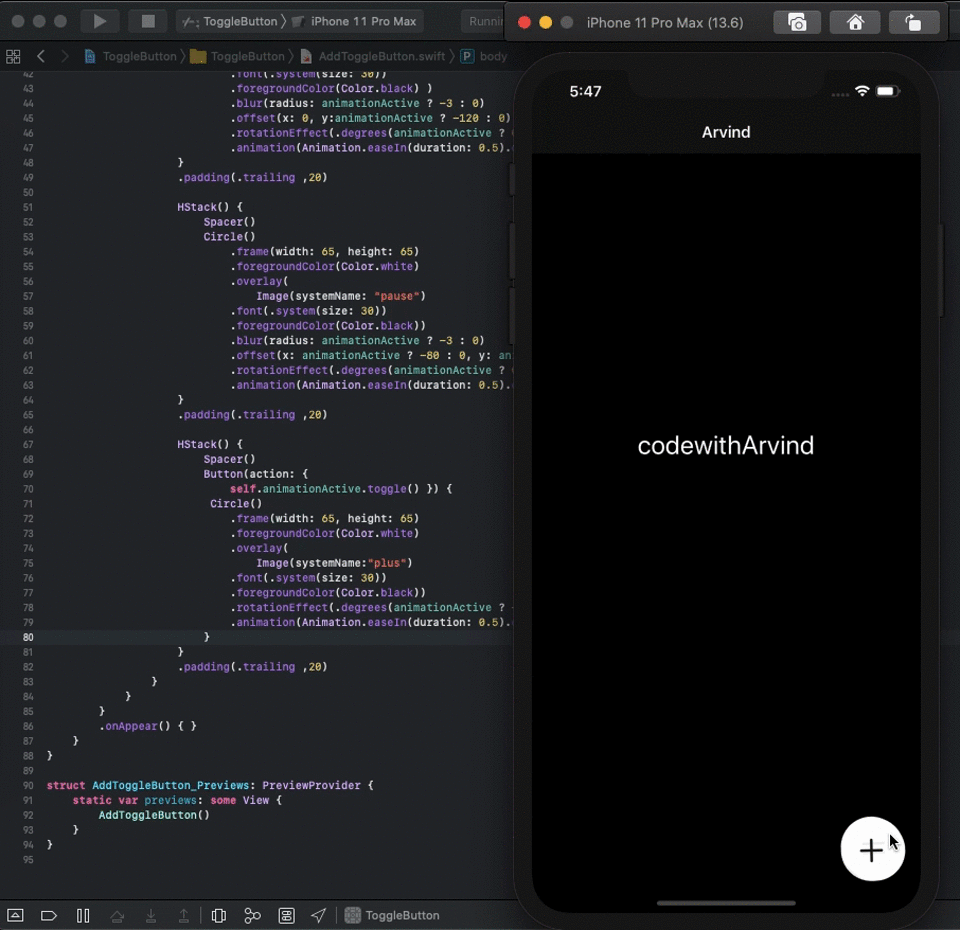 ToggleButton iPhone 11 Pro Max
iPhone 11 Pro Max (13.6)
ToggleButton ToggleButton AddToggleButton.swift P body
42 .font(.system(size: 30))
43 .foregroundColor(Color.black) )
44 .blur(radius: animationActive ? -3 : 0)
45 .offset(x: 0, y:animationActive ? -120 : 0)
46 .rotationEffect(.degrees(animationActive ?
47 .animation(Animation.easeIn(duration: 0.5).
48 }
49 .padding(.trailing ,20)
50
51 HStack() {
52 Spacer()
53 Circle()
54 .frame(width: 65, height: 65)
55 .foregroundColor(Color.white)
56 .overlay(
57 Image(systemName: "pause")
58 .font(.system(size: 30))
59 .foregroundColor(Color.black))
60 .blur(radius: animationActive ? -3 : 0)
61 .offset(x: animationActive ? -80 : 0, y: an
62 .rotationEffect(.degrees(animationActive ?
63 .animation(Animation.easeIn(duration: 0.5).
64 }
65 .padding(.trailing ,20)
66
67 HStack() {
68 Spacer()
69 Button(action: {
70 self.animationActive.toggle() }) {
71 Circle()
72 .frame(width: 65, height: 65)
73 .foregroundColor(Color.white)
74 .overlay(
75 Image(systemName:"plus")
76 .font(.system(size: 30))
77 .foregroundColor(Color.black))
78 .rotationEffect(.degrees(animationActive ?
79 .animation(Animation.easeIn(duration: 0.5).
80 }
81 }
82 .padding(.trailing ,20)
83 }
84 }
85 }
86 .onAppear() { }
87 }
88 }
89
90 struct AddToggleButton_Previews: PreviewProvider {
91 static var previews: some View {
92 AddToggleButton()
93 }
94 }
95
ToggleButton
5:47
Arvind
codewithArvind